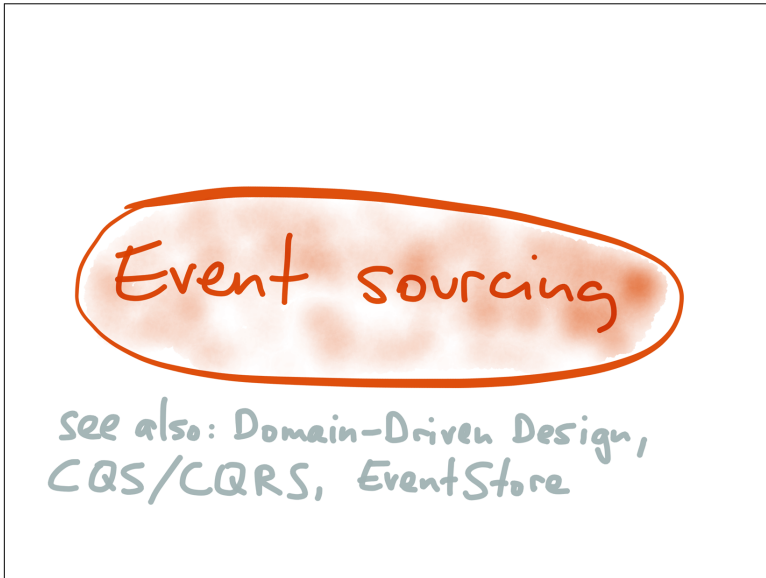 Event sourcing
see also: Domain-Driven Design,
CQS/CQRS, EventStore